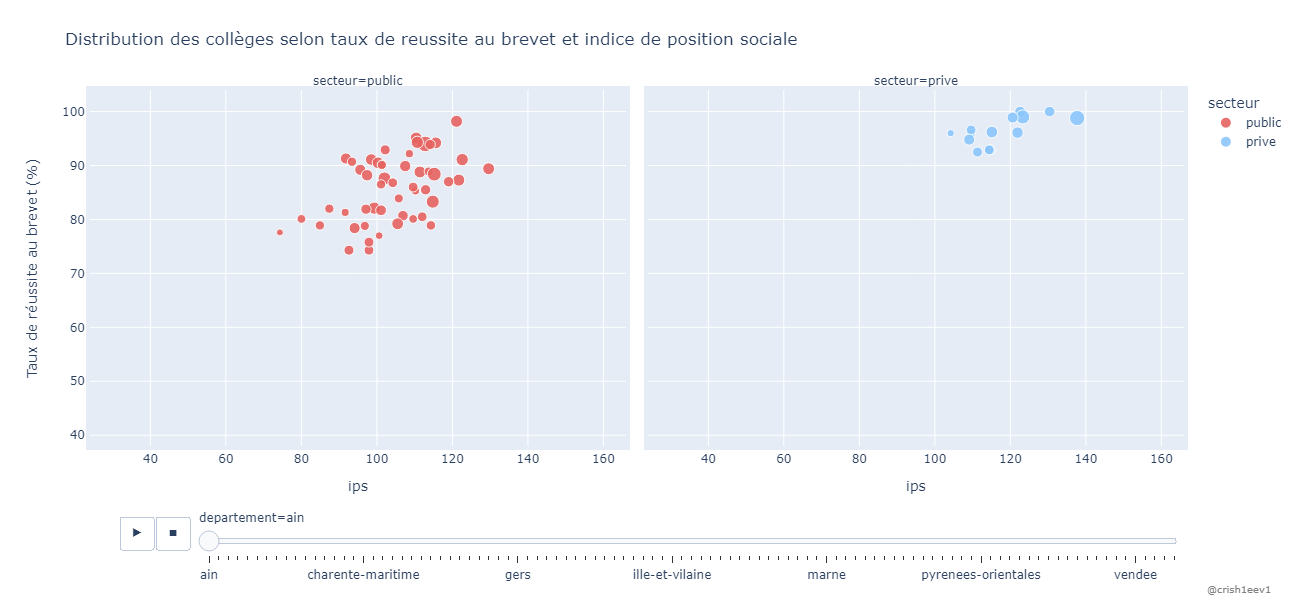 Distribution des collèges selon taux de reussite au brevet et indice de position sociale
secteur=public
secteur=prive
secteur
public
prive
Taux de réussite au brevet (%)
100
90
80
70
60
50
40
40 60 80 100 120 140 160
40 60 80 100 120 140 160
ips
ips
departement=ain
ain charente-maritime gers ille-et-vilaine marne pyrenees-orientales vendee
@crish1eev1